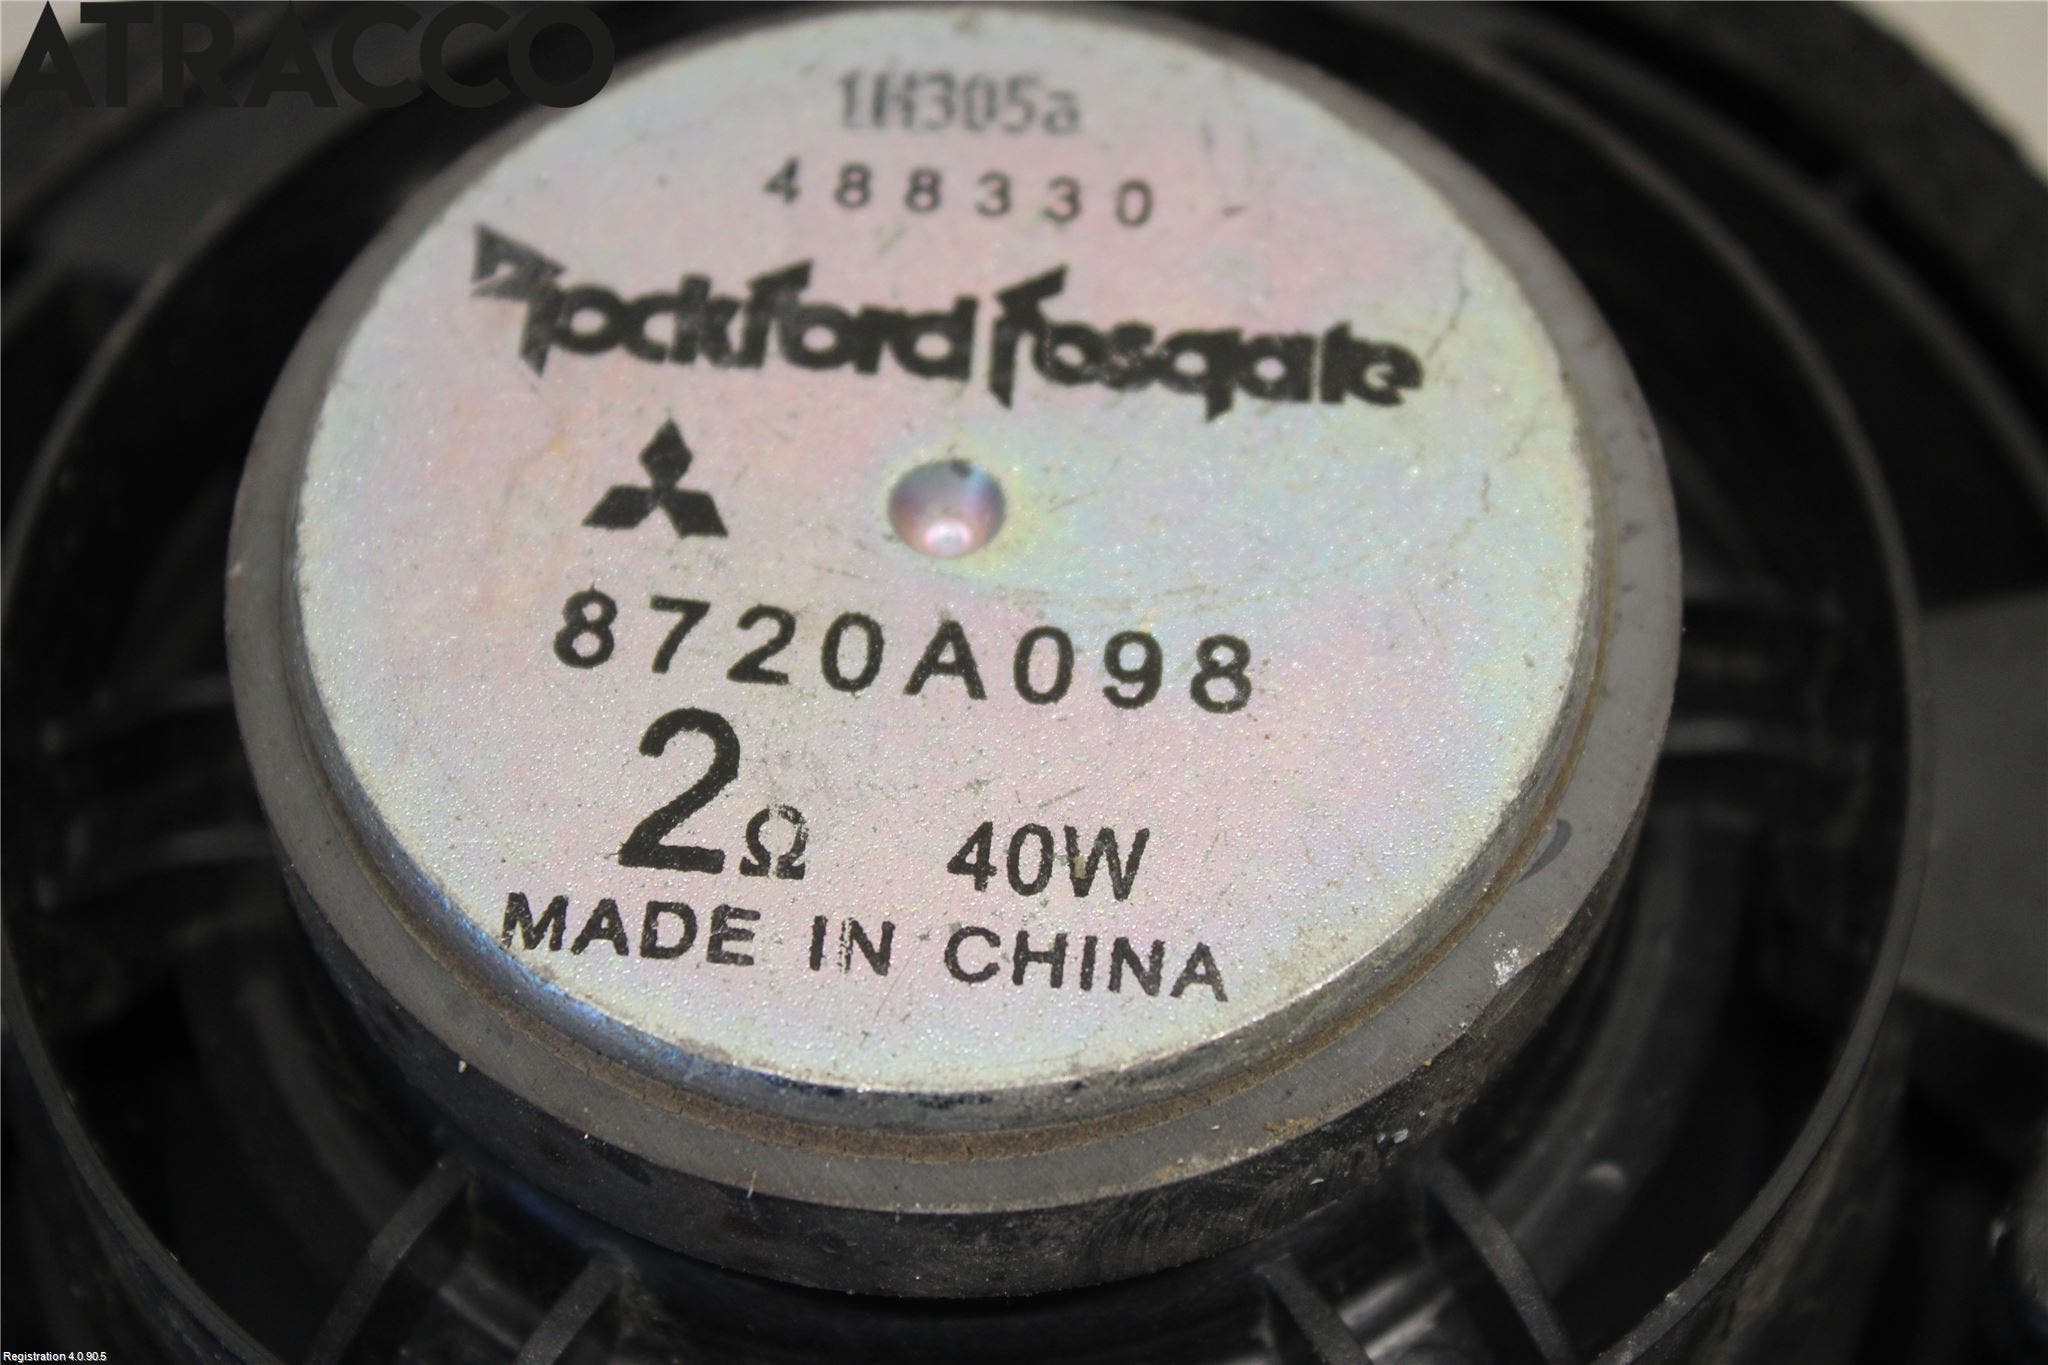 ATRACCO
1H305a
488330
Rockford Fosgate
8720A098
2Ω 40W
MADE IN CHINA
Registration 4.0.90.5